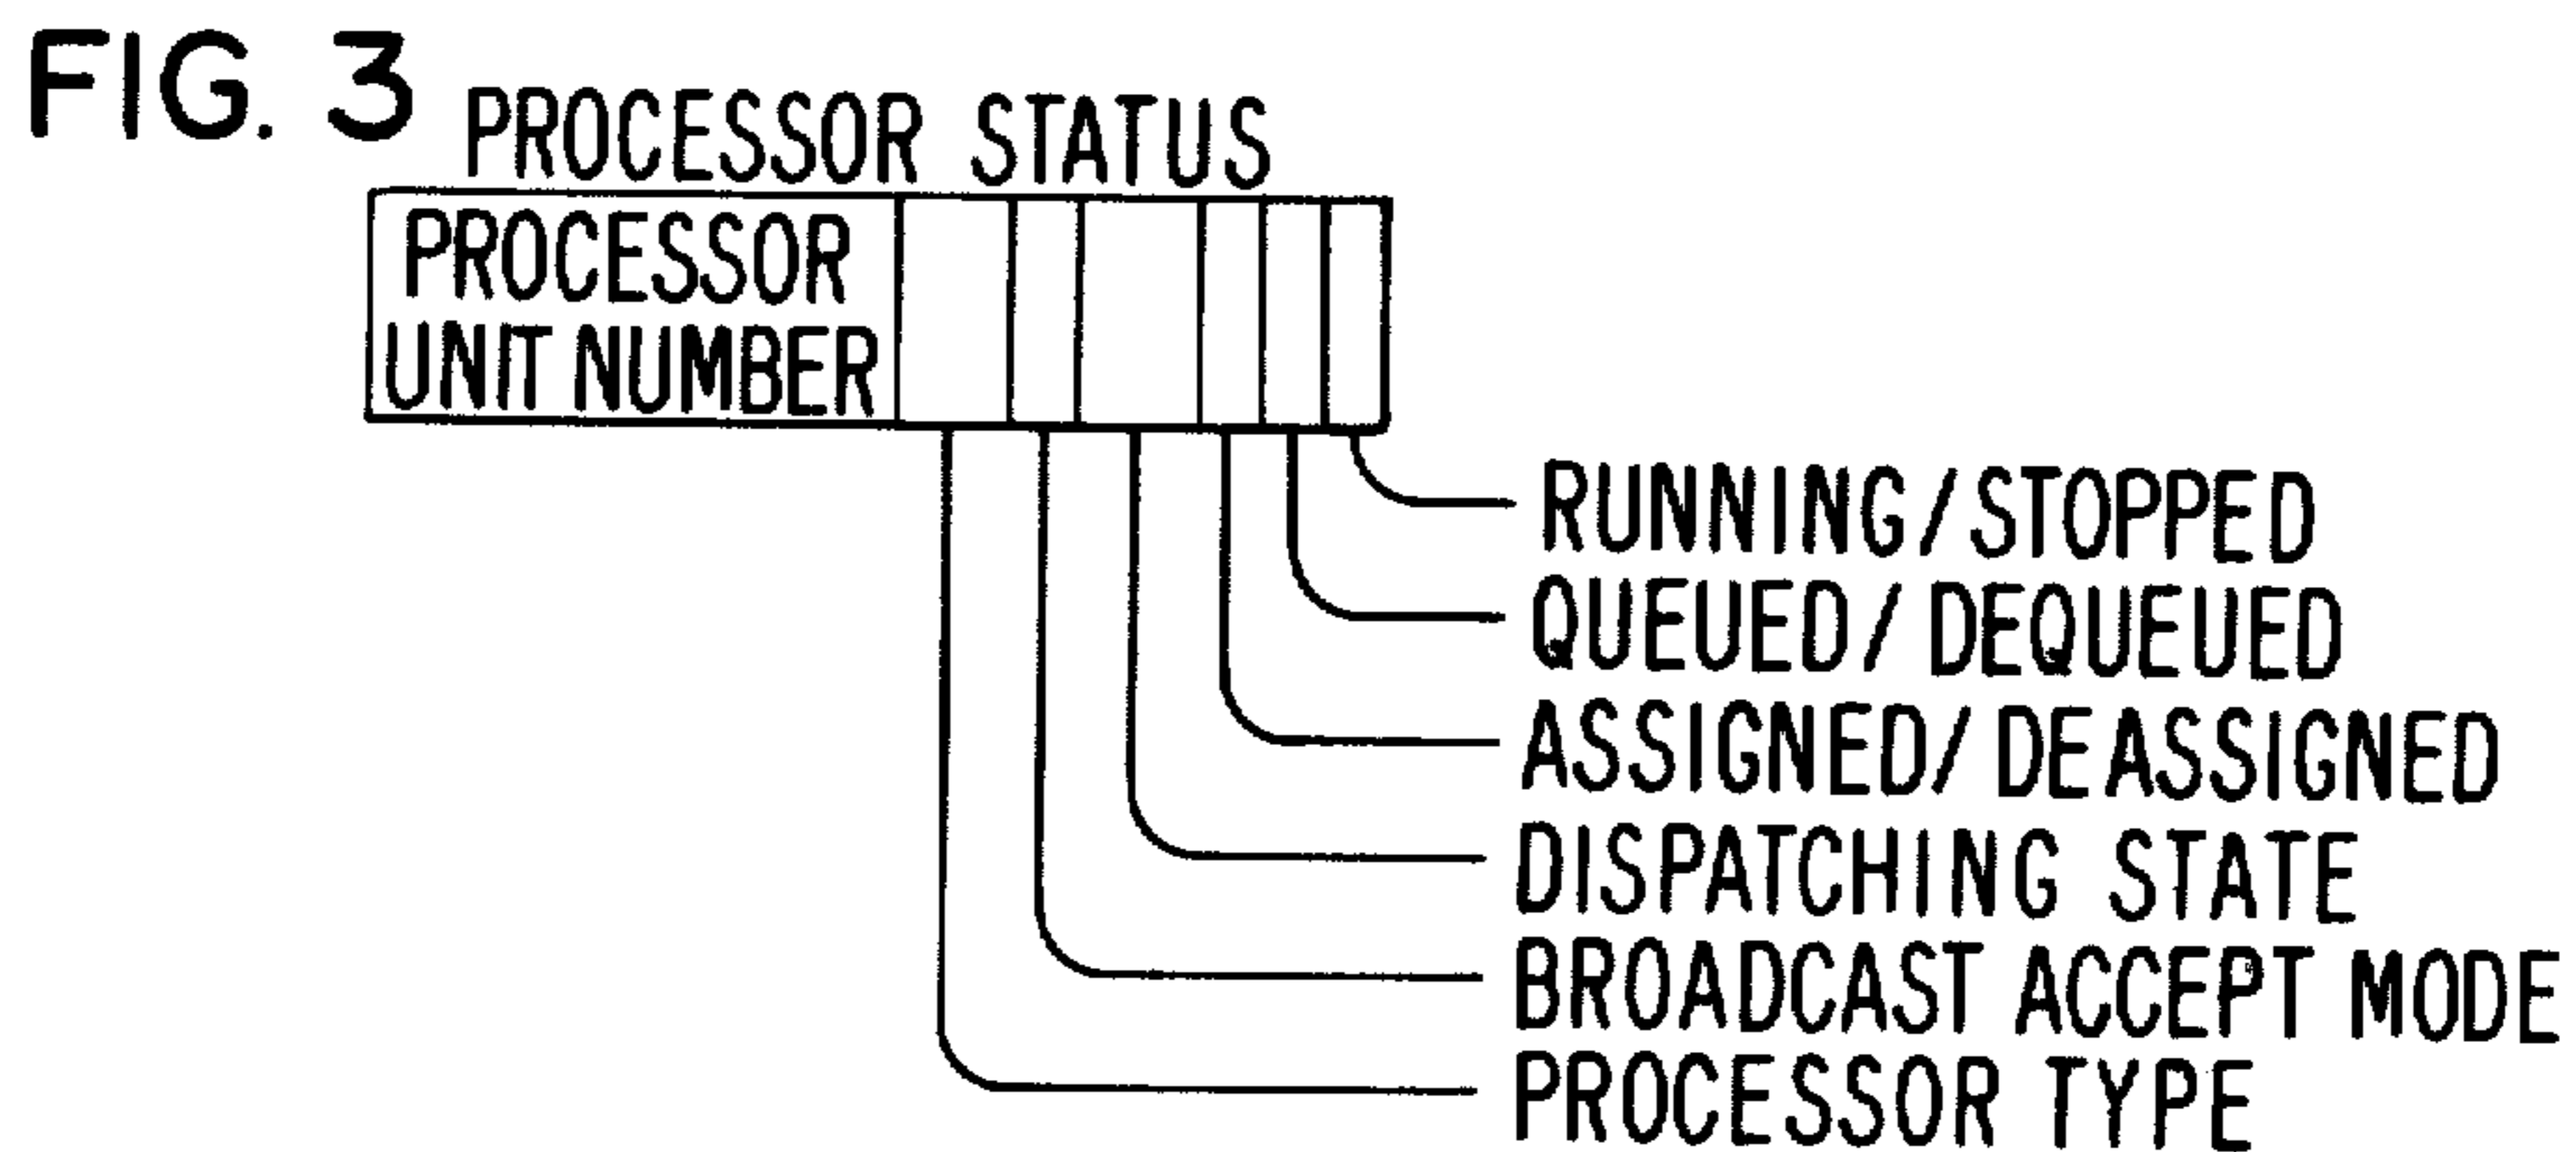 FIG. 3
PROCESSOR STATUS
PROCESSOR
UNIT NUMBER
RUNNING/STOPPED
QUEUED/DEQUEUED
ASSIGNED/DEASSIGNED
DISPATCHING STATE
BROADCAST ACCEPT MODE
PROCESSOR TYPE